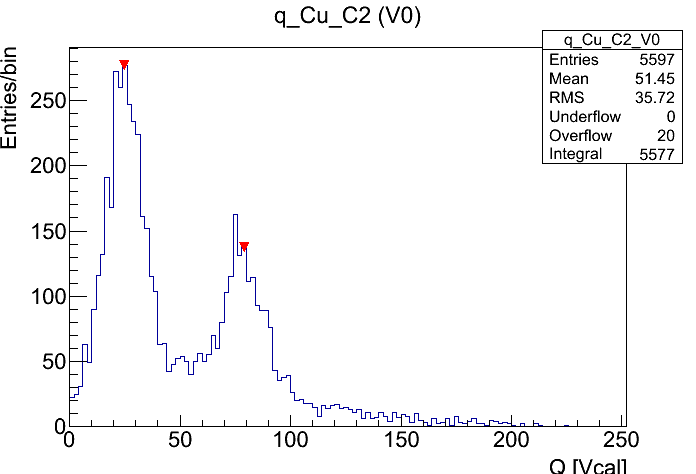 q_Cu_C2 (V0)
q_Cu_C2_V0
Entries 5597
Mean 51.45
RMS 35.72
Underflow 0
Overflow 20
Integral 5577
Entries/bin
250
200
150
100
50
0
0 50 100 150 200 250
Q [Vcal]